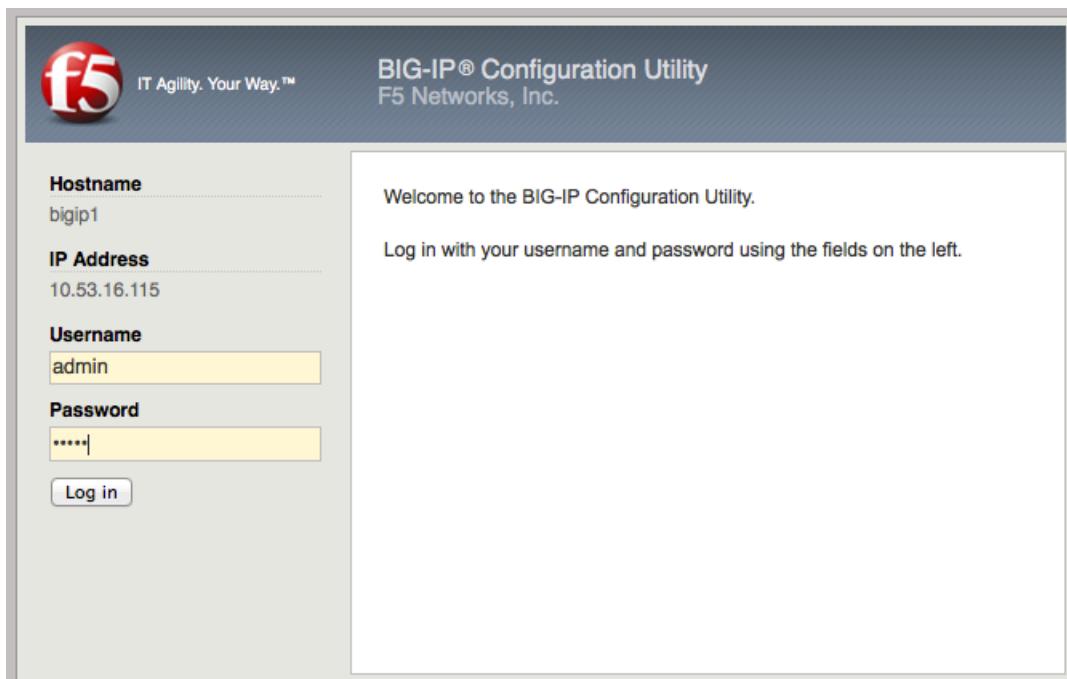 f5
IT Agility. Your Way.™
BIG-IP® Configuration Utility
F5 Networks, Inc.
Hostname
bigip1
IP Address
10.53.16.115
Username
admin
Password
•••••
Log in
Welcome to the BIG-IP Configuration Utility.
Log in with your username and password using the fields on the left.